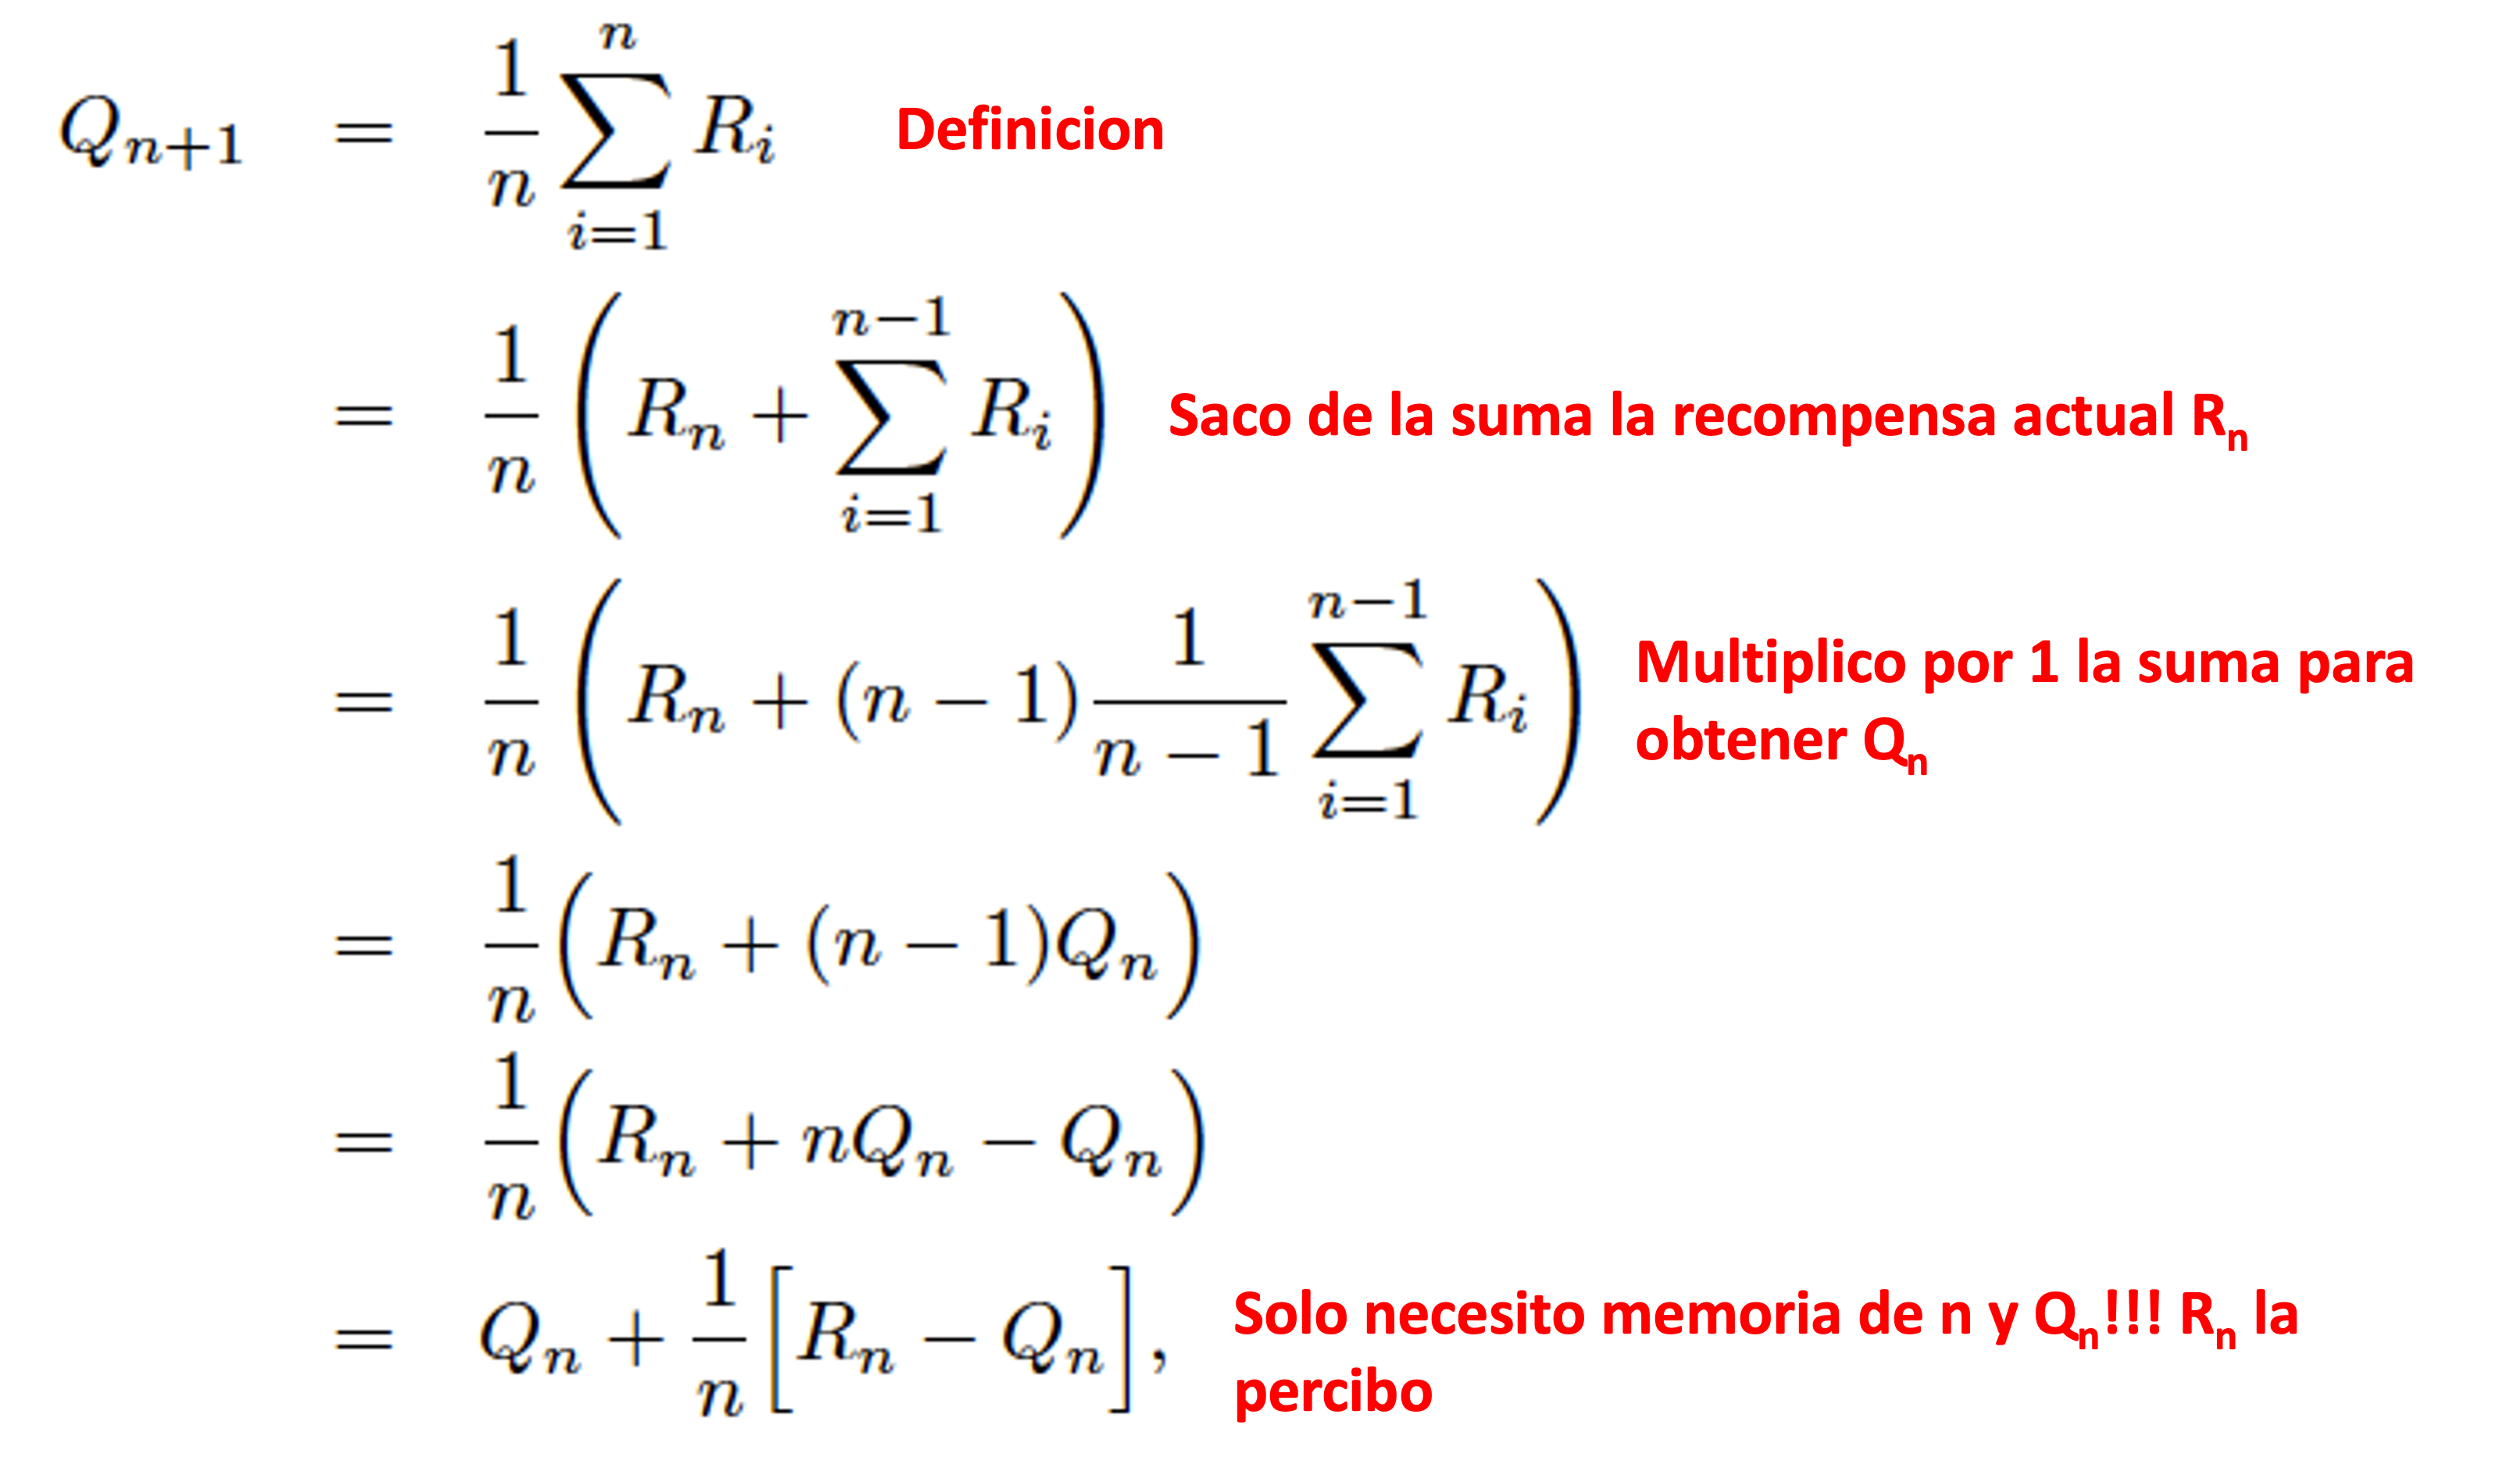 Q_{n+1} = \frac{1}{n} \sum_{i=1}^{n} R_i Definicion
= \frac{1}{n} \left( R_n + \sum_{i=1}^{n-1} R_i \right) Saco de la suma la recompensa actual R_n
= \frac{1}{n} \left( R_n + (n-1) \frac{1}{n-1} \sum_{i=1}^{n-1} R_i \right) Multiplico por 1 la suma para
obtener Q_n
= \frac{1}{n} \left( R_n + (n-1) Q_n \right)
= \frac{1}{n} \left( R_n + n Q_n - Q_n \right)
= Q_n + \frac{1}{n} \left[ R_n - Q_n \right], Solo necesito memoria de n y Q_n!!! R_n la
percibo